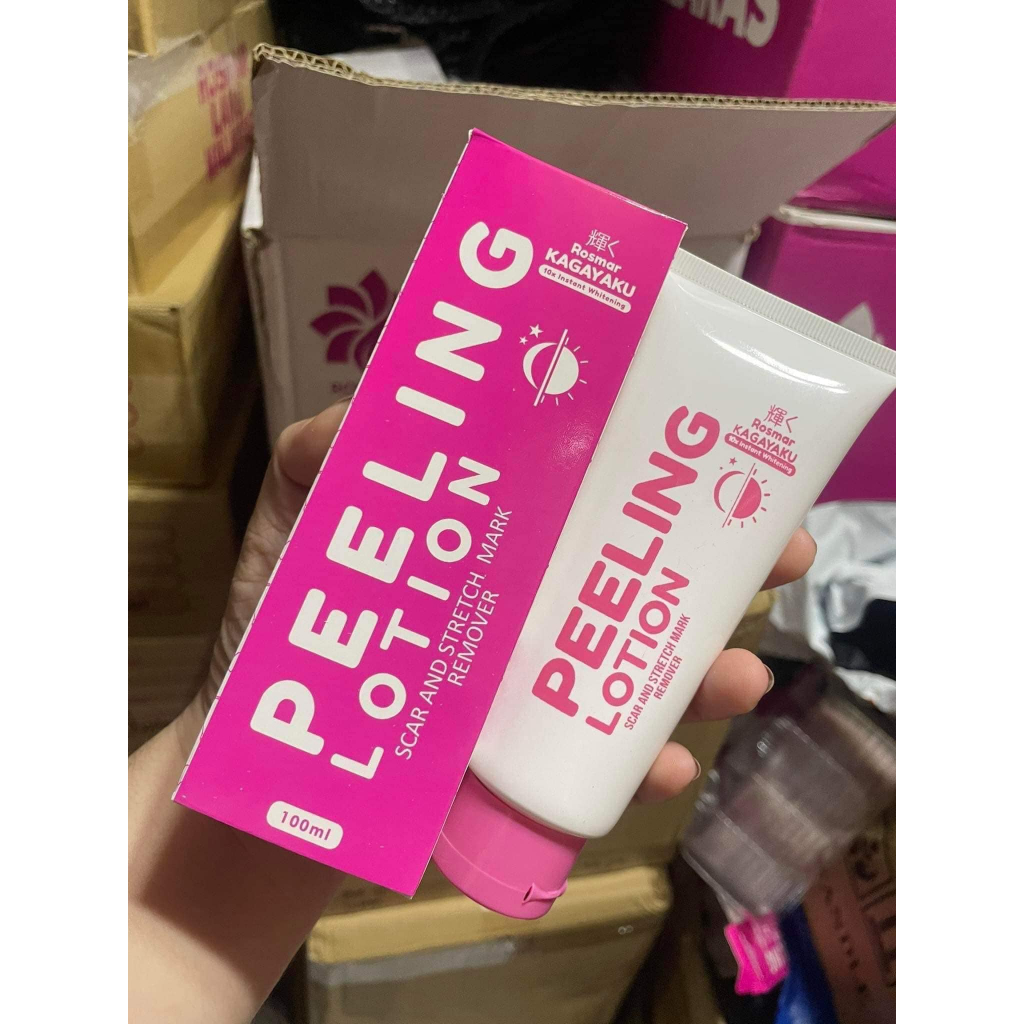 輝く
Rosmar
KAGAYAKU
10x Instant Whitening
PEELING
LOTION
SCAR AND STRETCH MARK
REMOVER
100ml
輝く
Rosmar
KAGAYAKU
10x Instant Whitening
PEELING
LOTION
SCAR AND STRETCH MARK
REMOVER